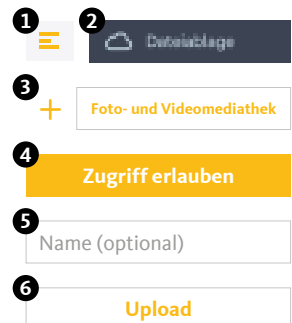 1 2
Dateiablage
3
Foto- und Videomediathek
4
Zugriff erlauben
5
Name (optional)
6
Upload